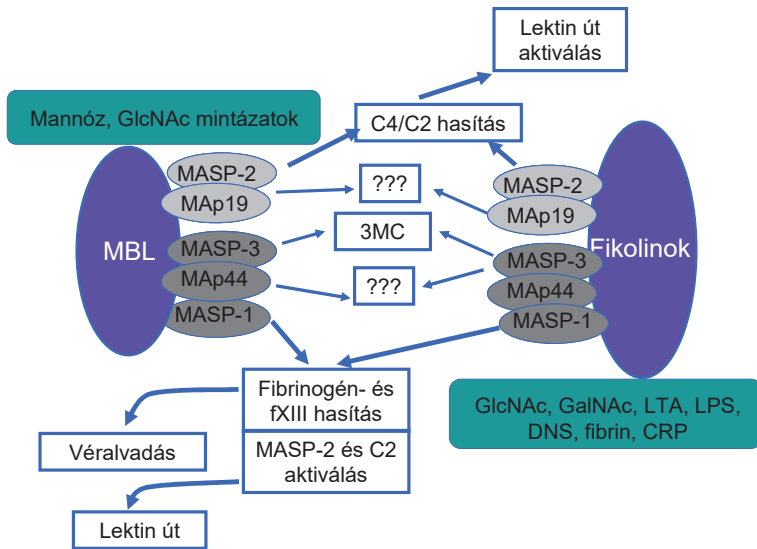 Lektin út
aktiválás
Mannóz, GlcNAc mintázatok
C4/C2 hasítás
MASP-2
MAp19
MBL
MASP-3
MAp44
MASP-1
???
3MC
???
MASP-2
MAp19
Fikolinok
MASP-3
MAp44
MASP-1
Fibrinogén- és
fXIII hasítás
MASP-2 és C2
aktiválás
Véralvadás
Lektin út
GlcNAc, GalNAc, LTA, LPS,
DNS, fibrin, CRP